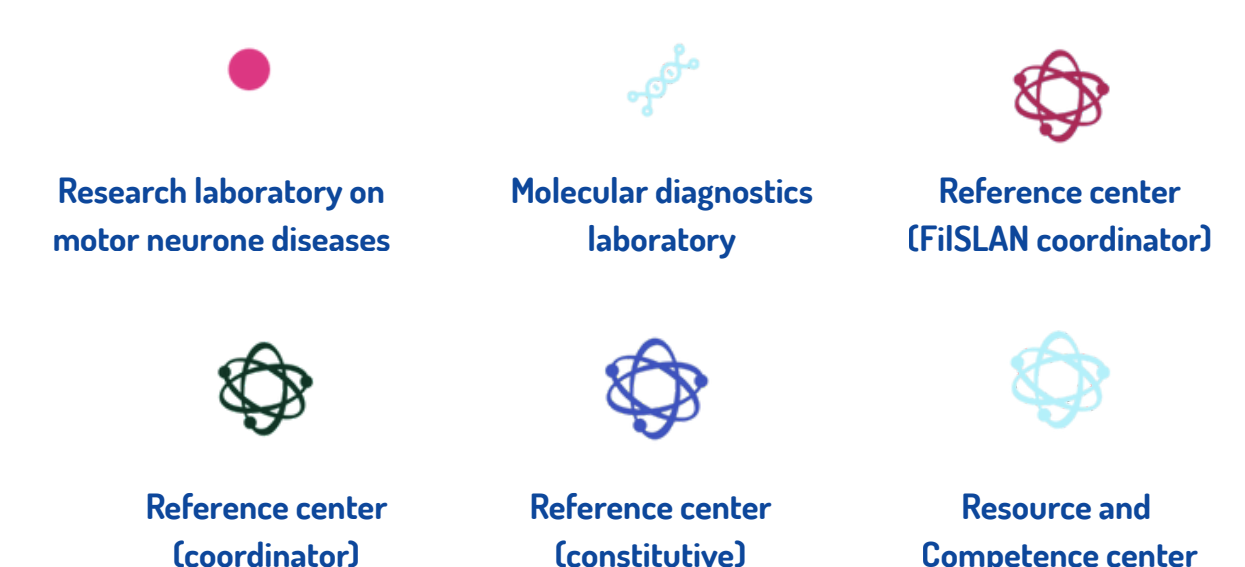 Research laboratory on
motor neurone diseases
Molecular diagnostics
laboratory
Reference center
(FilSLAN coordinator)
Reference center
(coordinator)
Reference center
(constitutive)
Resource and
Competence center